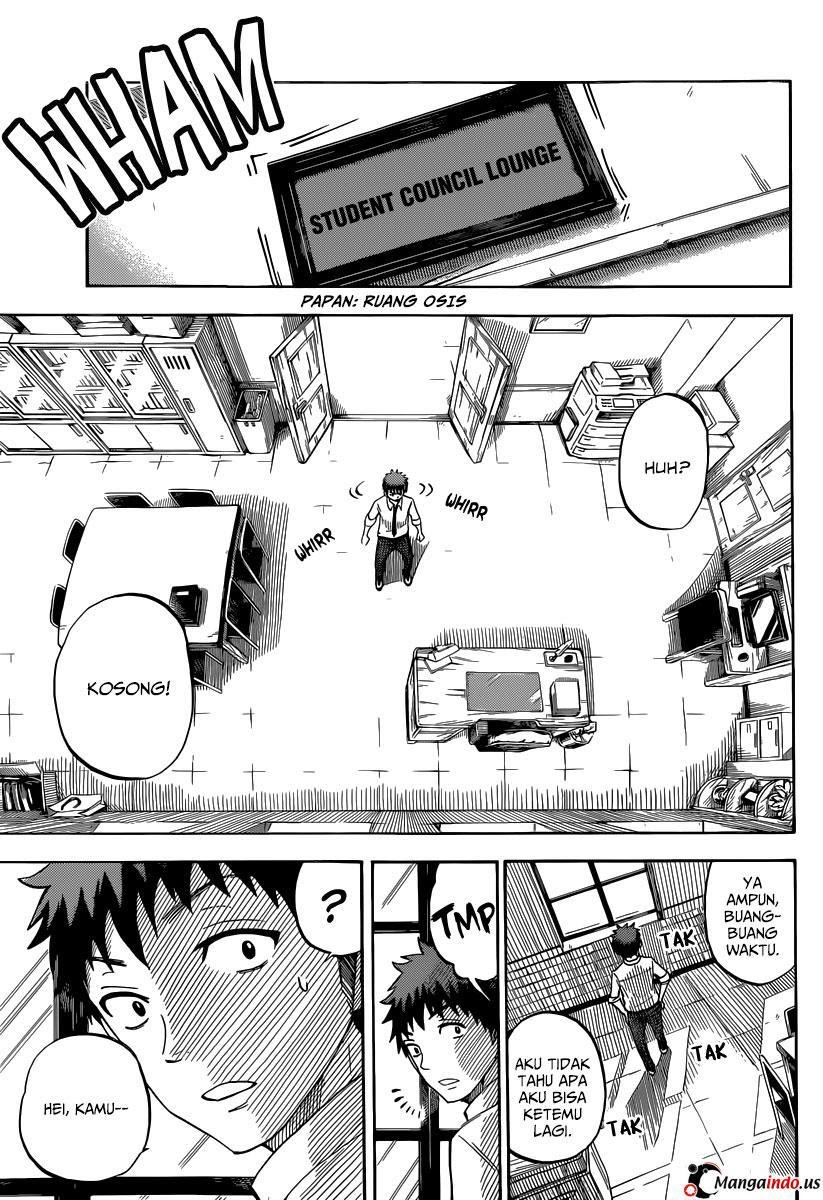 WHAM
STUDENT COUNCIL LOUNGE
PAPAN: RUANG OSIS
HUH?
WHIRR
WHIRR
KOSONG!
YA
AMPUN,
BUANG-
BUANG
WAKTU.
TAK
TAK
TAK
AKU TIDAK
TAHU APA
AKU BISA
KETEMU
LAGI.
TMP
?
HEI, KAMU--
Mangaindo.us